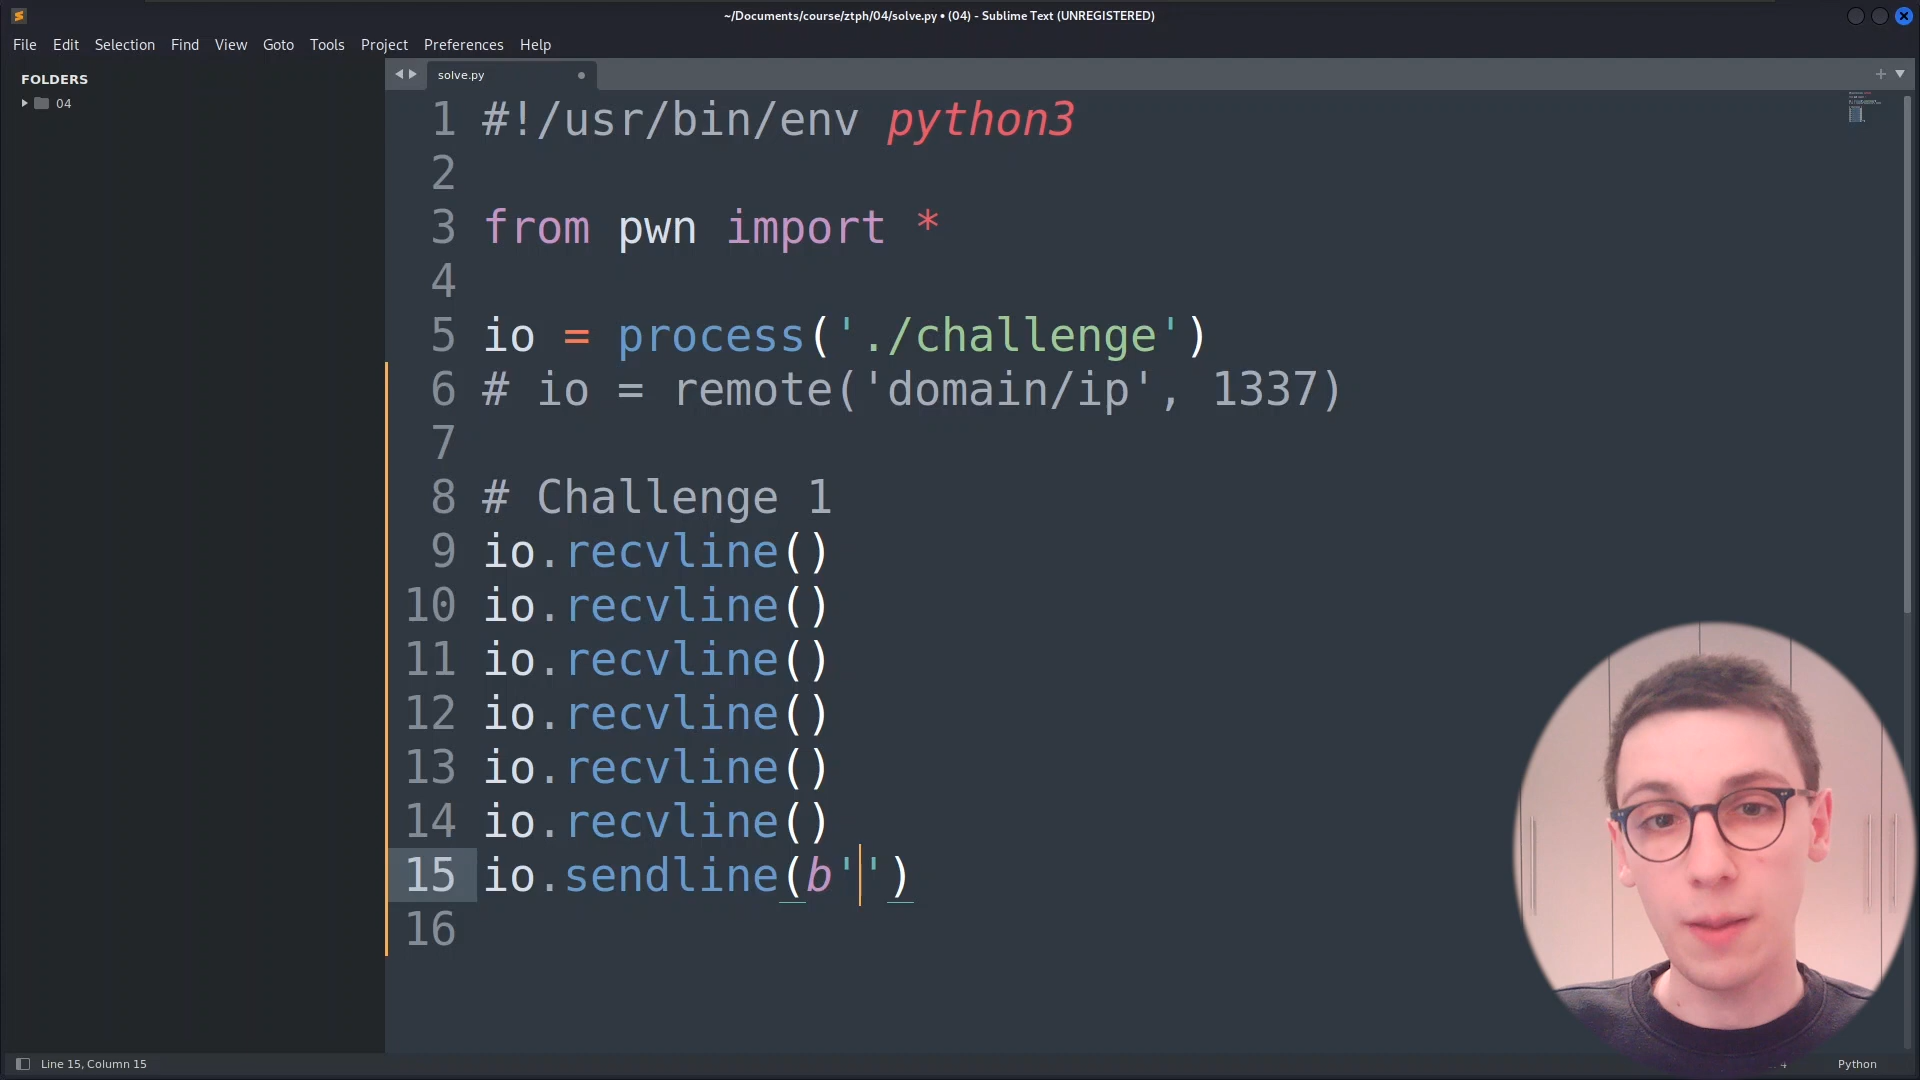 ~/Documents/course/ztph/04/solve.py • (04) - Sublime Text (UNREGISTERED)
File Edit Selection Find View Goto Tools Project Preferences Help
FOLDERS
04
solve.py
1 #!/usr/bin/env python3
2
3 from pwn import *
4
5 io = process('./challenge')
6 # io = remote('domain/ip', 1337)
7
8 # Challenge 1
9 io.recvline()
10 io.recvline()
11 io.recvline()
12 io.recvline()
13 io.recvline()
14 io.recvline()
15 io.sendline(b'')
16
Line 15, Column 15
Python